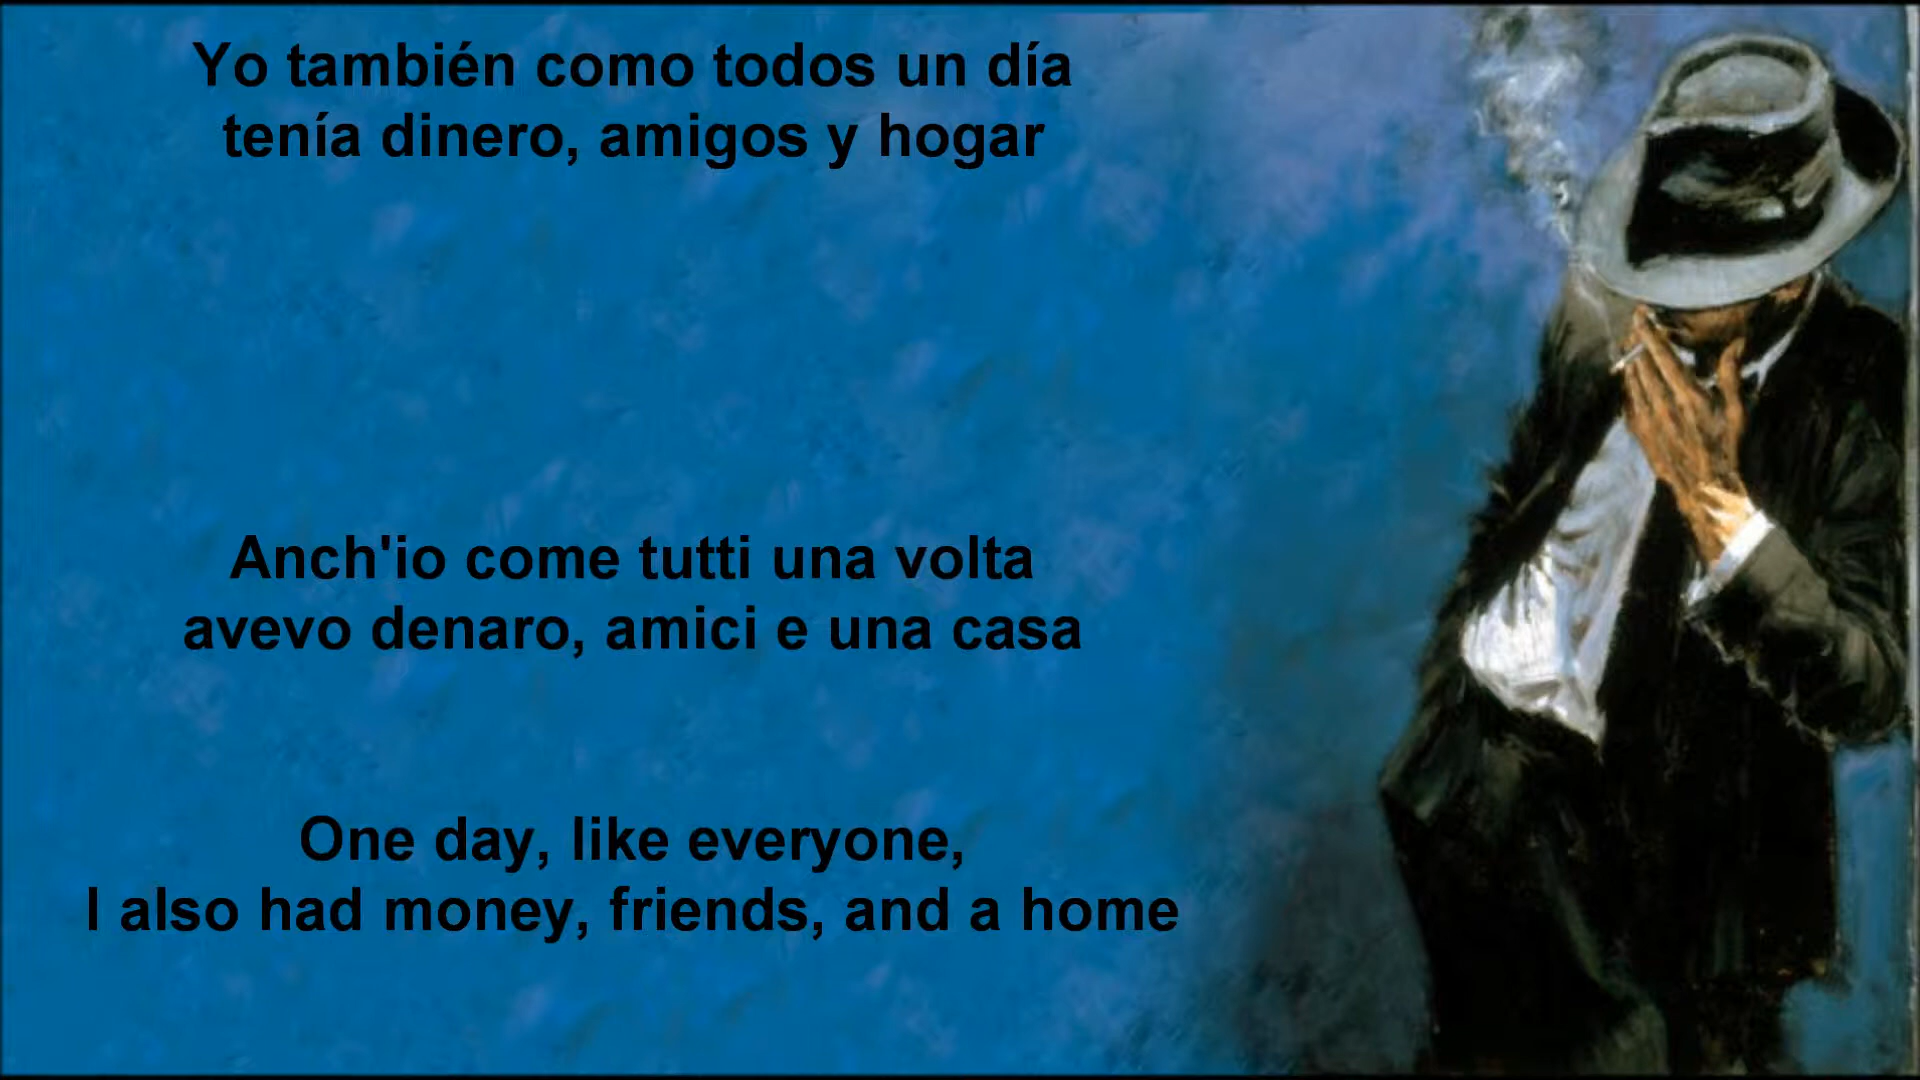 Yo también como todos un día
tenía dinero, amigos y hogar
Anch'io come tutti una volta
avevo denaro, amici e una casa
One day, like everyone,
I also had money, friends, and a home